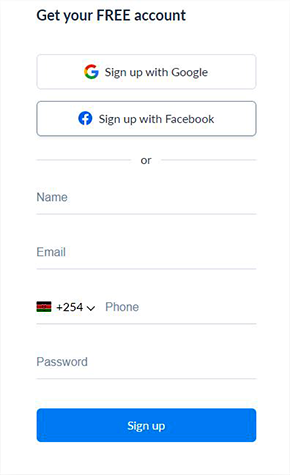 Get your FREE account
Sign up with Google
Sign up with Facebook
or
Name
Email
+254 Phone
Password
Sign up